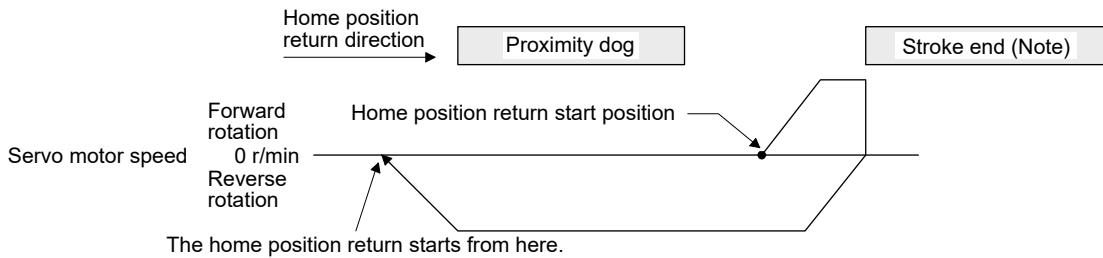 Home position
return direction
Proximity dog
Stroke end (Note)
Home position return start position
Forward
rotation
Servo motor speed
0 r/min
Reverse
rotation
The home position return starts from here.